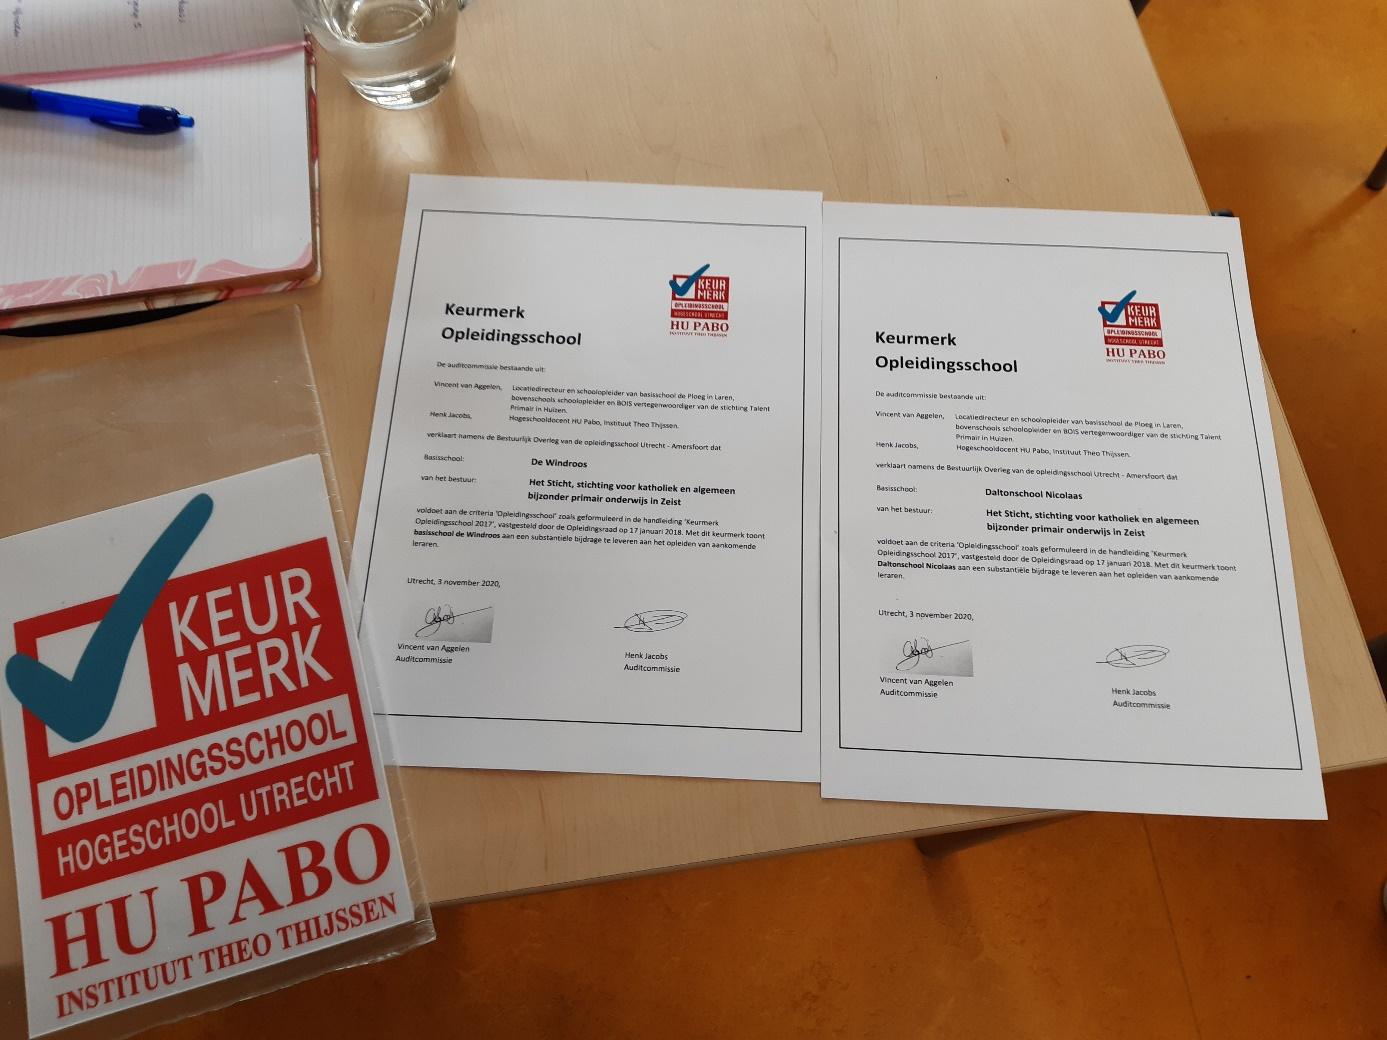 Keurmerk
Opleidingsschool
KEUR
MERK
OPLEIDINGSSCHOOL
HOGESCHOOL UTRECHT
HU PABO
INSTITUUT THEO THIJSSEN
De auditcommissie bestaande uit:
Vincent van Aggelen, Locatiedirecteur en schoolopleider van basisschool de Ploeg in Laren,
bovenschools schoolopleider en BOIS vertegenwoordiger van de stichting Talent
Primair in Huizen.
Henk Jacobs, Hogeschooldocent HU Pabo, Instituut Theo Thijssen.
verklaart namens de Bestuurlijk Overleg van de opleidingsschool Utrecht - Amersfoort dat
Basisschool: De Windroos
van het bestuur: Het Sticht, stichting voor katholiek en algemeen
bijzonder primair onderwijs in Zeist
voldoet aan de criteria 'Opleidingsschool' zoals geformuleerd in de handleiding 'Keurmerk
Opleidingsschool 2017', vastgesteld door de Opleidingsraad op 17 januari 2018. Met dit keurmerk toont
basisschool de Windroos aan een substantiële bijdrage te leveren aan het opleiden van aankomende
leraren.
Utrecht, 3 november 2020,
Vincent van Aggelen
Auditcommissie
Henk Jacobs
Auditcommissie
Keurmerk
Opleidingsschool
KEUR
MERK
OPLEIDINGSSCHOOL
HOGESCHOOL UTRECHT
HU PABO
INSTITUUT THEO THIJSSEN
De auditcommissie bestaande uit:
Vincent van Aggelen, Locatiedirecteur en schoolopleider van basisschool de Ploeg in Laren,
bovenschools schoolopleider en BOIS vertegenwoordiger van de stichting Talent
Primair in Huizen.
Henk Jacobs, Hogeschooldocent HU Pabo, Instituut Theo Thijssen.
verklaart namens de Bestuurlijk Overleg van de opleidingsschool Utrecht - Amersfoort dat
Basisschool: Daltonschool Nicolaas
van het bestuur: Het Sticht, stichting voor katholiek en algemeen
bijzonder primair onderwijs in Zeist
voldoet aan de criteria 'Opleidingsschool' zoals geformuleerd in de handleiding 'Keurmerk
Opleidingsschool 2017', vastgesteld door de Opleidingsraad op 17 januari 2018. Met dit keurmerk toont
Daltonschool Nicolaas aan een substantiële bijdrage te leveren aan het opleiden van aankomende
leraren.
Utrecht, 3 november 2020,
Vincent van Aggelen
Auditcommissie
Henk Jacobs
Auditcommissie
KEUR
MERK
OPLEIDINGSSCHOOL
HOGESCHOOL UTRECHT
HU PABO
INSTITUUT THEO THIJSSEN